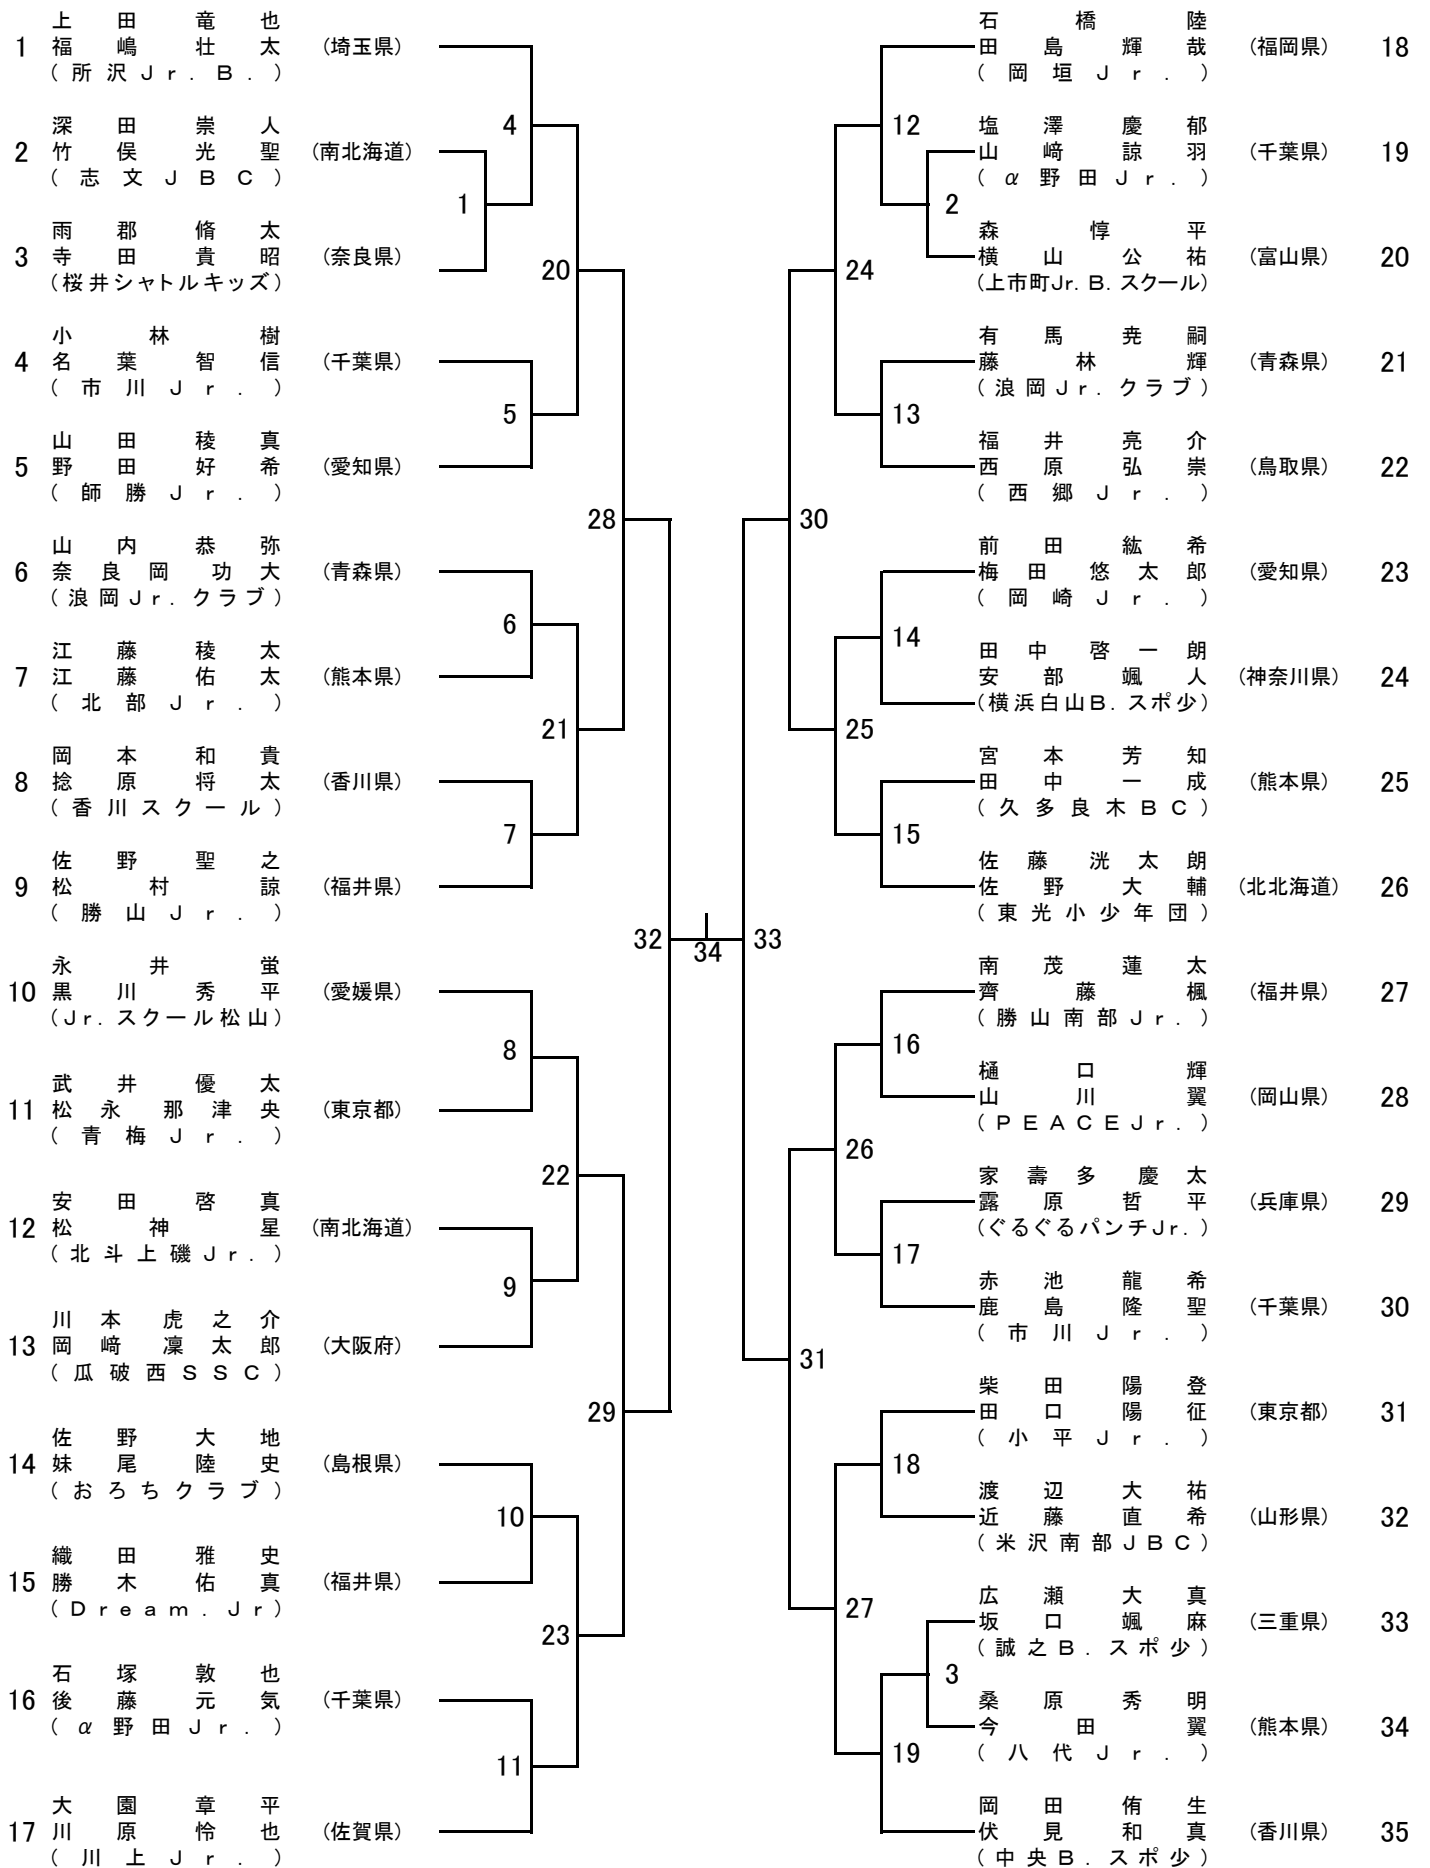 上田竜也
1 福嶋壮太 (埼玉県)
(所沢Jr.B.)
深田崇人
2 竹俣光聖 (南北海道)
(志文JBC)
雨郡脩太
3 寺田貴昭 (奈良県)
(桜井シャトルキッズ)
小林樹
4 名葉智信 (千葉県)
(市川Jr.)
山田稜真
5 野田好希 (愛知県)
(師勝Jr.)
山内恭弥
6 奈良岡功大 (青森県)
(浪岡Jr.クラブ)
江藤稜太
7 江藤佑太 (熊本県)
(北部Jr.)
岡本和貴
8 捻原将太 (香川県)
(香川スクール)
佐野聖之
9 松村諒 (福井県)
(勝山Jr.)
永井蛍
10 黒川秀平 (愛媛県)
(Jr.スクール松山)
武井優太
11 松永那津央 (東京都)
(青梅Jr.)
安田啓真
12 松神星 (南北海道)
(北斗上磯Jr.)
川本虎之介
13 岡﨑凜太郎 (大阪府)
(瓜破西SSC)
佐野大地
14 妹尾陸史 (島根県)
(おろちクラブ)
織田雅史
15 勝木佑真 (福井県)
(Dream.Jr)
石塚敦也
16 後藤元気 (千葉県)
(α野田Jr.)
大園章平
17 川原怜也 (佐賀県)
(川上Jr.)
4
1
20
5
28
6
21
7
32
8
22
9
29
10
23
11
34
33
12
2
24
13
30
14
25
15
16
26
17
31
18
27
3
19
石橋陸
田島輝哉 (福岡県) 18
(岡垣Jr.)
塩澤慶郁
山﨑諒羽 (千葉県) 19
(α野田Jr.)
森惇平
横山公祐 (富山県) 20
(上市町Jr.B.スクール)
有馬尭嗣
藤林輝 (青森県) 21
(浪岡Jr.クラブ)
福井亮介
西原弘崇 (鳥取県) 22
(西郷Jr.)
前田紘希
梅田悠太郎 (愛知県) 23
(岡崎Jr.)
田中啓一朗
安部颯人 (神奈川県) 24
(横浜白山B.スポ少)
宮本芳知
田中一成 (熊本県) 25
(久多良木BC)
佐藤洸太朗
佐野大輔 (北北海道) 26
(東光小少年団)
南茂蓮太
齊藤楓 (福井県) 27
(勝山南部Jr.)
樋口輝
山川翼 (岡山県) 28
(PEACEJr.)
家壽多慶太
露原哲平 (兵庫県) 29
(ぐるぐるパンチJr.)
赤池龍希
鹿島隆聖 (千葉県) 30
(市川Jr.)
柴田陽登
田口陽征 (東京都) 31
(小平Jr.)
渡辺大祐
近藤直希 (山形県) 32
(米沢南部JBC)
広瀬大真
坂口颯麻 (三重県) 33
(誠之B.スポ少)
桑原秀明
今田翼 (熊本県) 34
(八代Jr.)
岡田侑生
伏見和真 (香川県) 35
(中央B.スポ少)